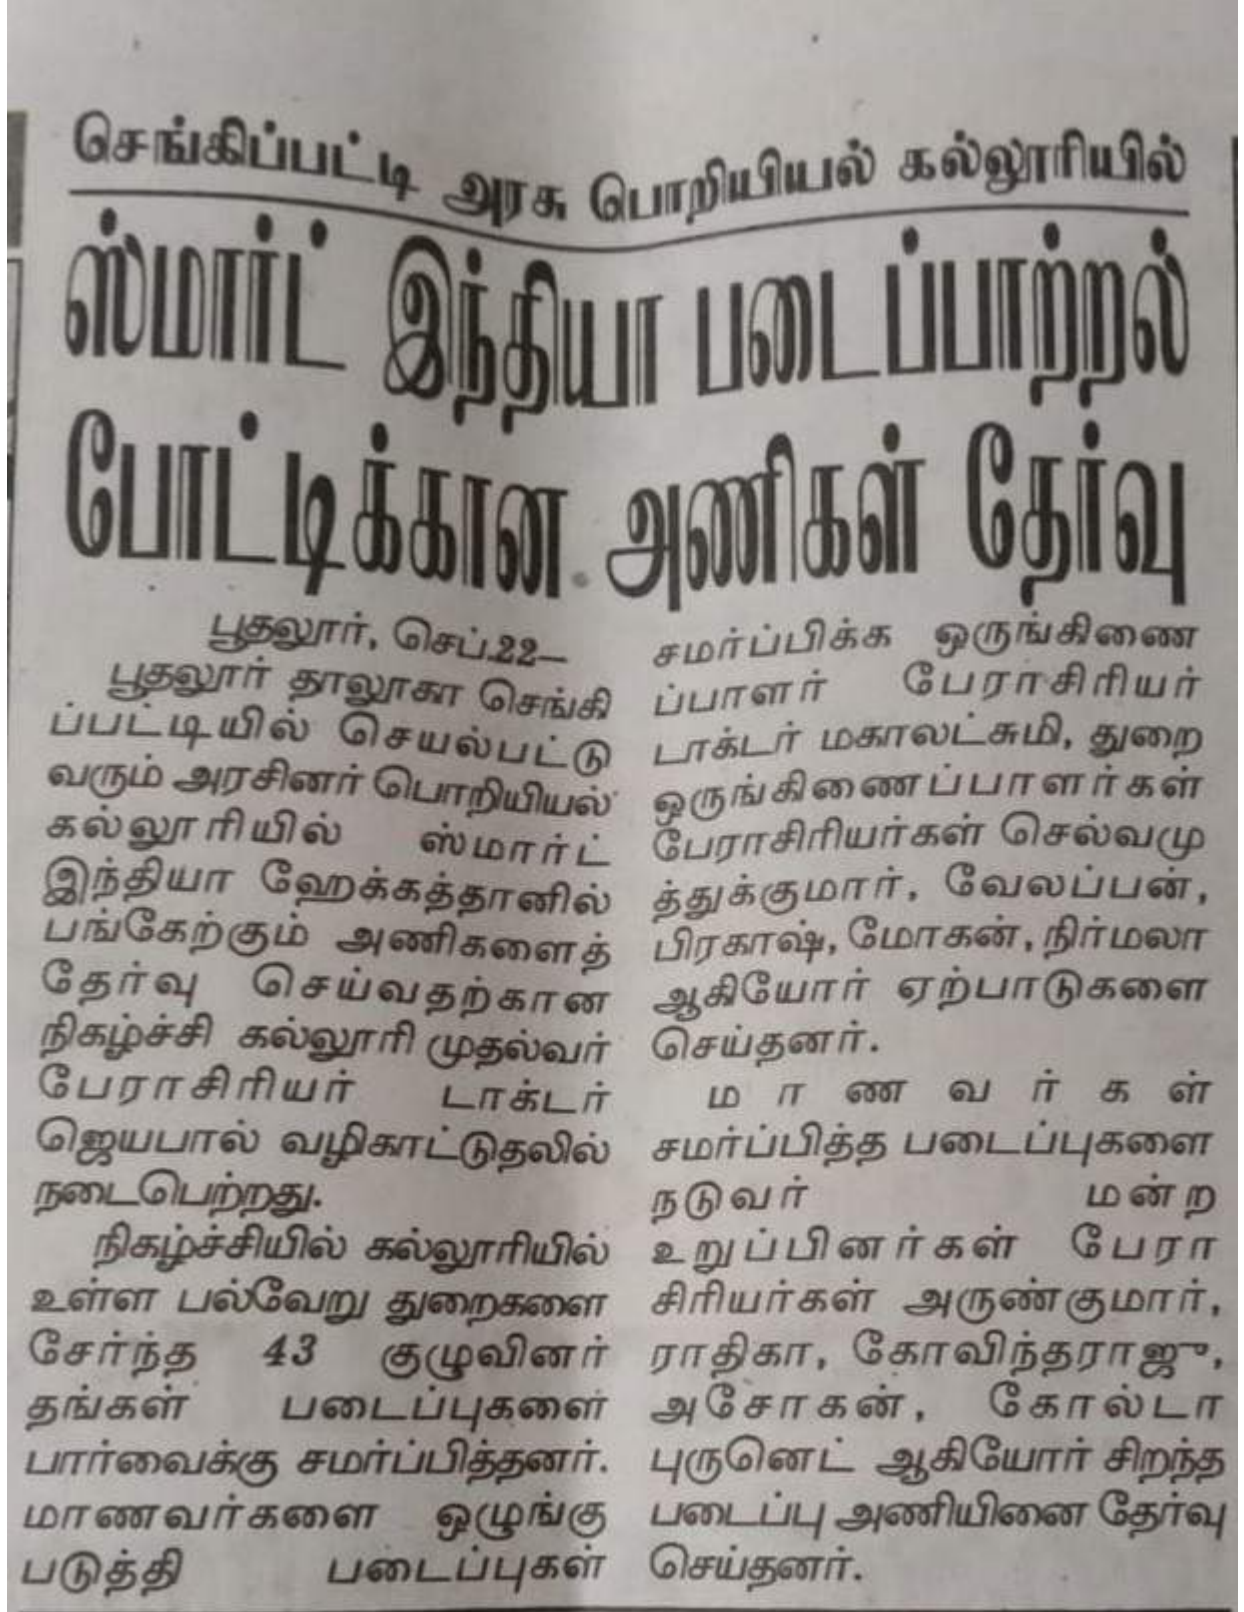 செங்கிப்பட்டி அரசு பொறியியல் கல்லூரியில்
ஸ்மார்ட் இந்தியா படைப்பாற்றல்
போட்டிக்கான அணிகள் தேர்வு
பூதலூர், செப்.22–
பூதலூர் தாலூகா செங்கி
ப்பட்டியில் செயல்பட்டு
வரும் அரசினர் பொறியியல்
கல்லூரியில் ஸ்மார்ட்
இந்தியா ஹேக்கத்தானில்
பங்கேற்கும் அணிகளைத்
தேர்வு செய்வதற்கான
நிகழ்ச்சி கல்லூரி முதல்வர்
பேராசிரியர் டாக்டர்
ஜெயபால் வழிகாட்டுதலில்
நடைபெற்றது.
நிகழ்ச்சியில் கல்லூரியில்
உள்ள பல்வேறு துறைகளை
சேர்ந்த 43 குழுவினர்
தங்கள் படைப்புகளை
பார்வைக்கு சமர்ப்பித்தனர்.
மாணவர்களை ஒழுங்கு
படுத்தி படைப்புகள்
சமர்ப்பிக்க ஒருங்கிணை
ப்பாளர் பேராசிரியர்
டாக்டர் மகாலட்சுமி, துறை
ஒருங்கிணைப்பாளர்கள்
பேராசிரியர்கள் செல்வமு
த்துக்குமார், வேலப்பன்,
பிரகாஷ், மோகன், நிர்மலா
ஆகியோர் ஏற்பாடுகளை
செய்தனர்.
மாணவர்கள்
சமர்ப்பித்த படைப்புகளை
நடுவர் மன்ற
உறுப்பினர்கள் பேரா
சிரியர்கள் அருண்குமார்,
ராதிகா, கோவிந்தராஜு,
அசோகன், கோல்டா
புருனெட் ஆகியோர் சிறந்த
படைப்பு அணியினை தேர்வு
செய்தனர்.